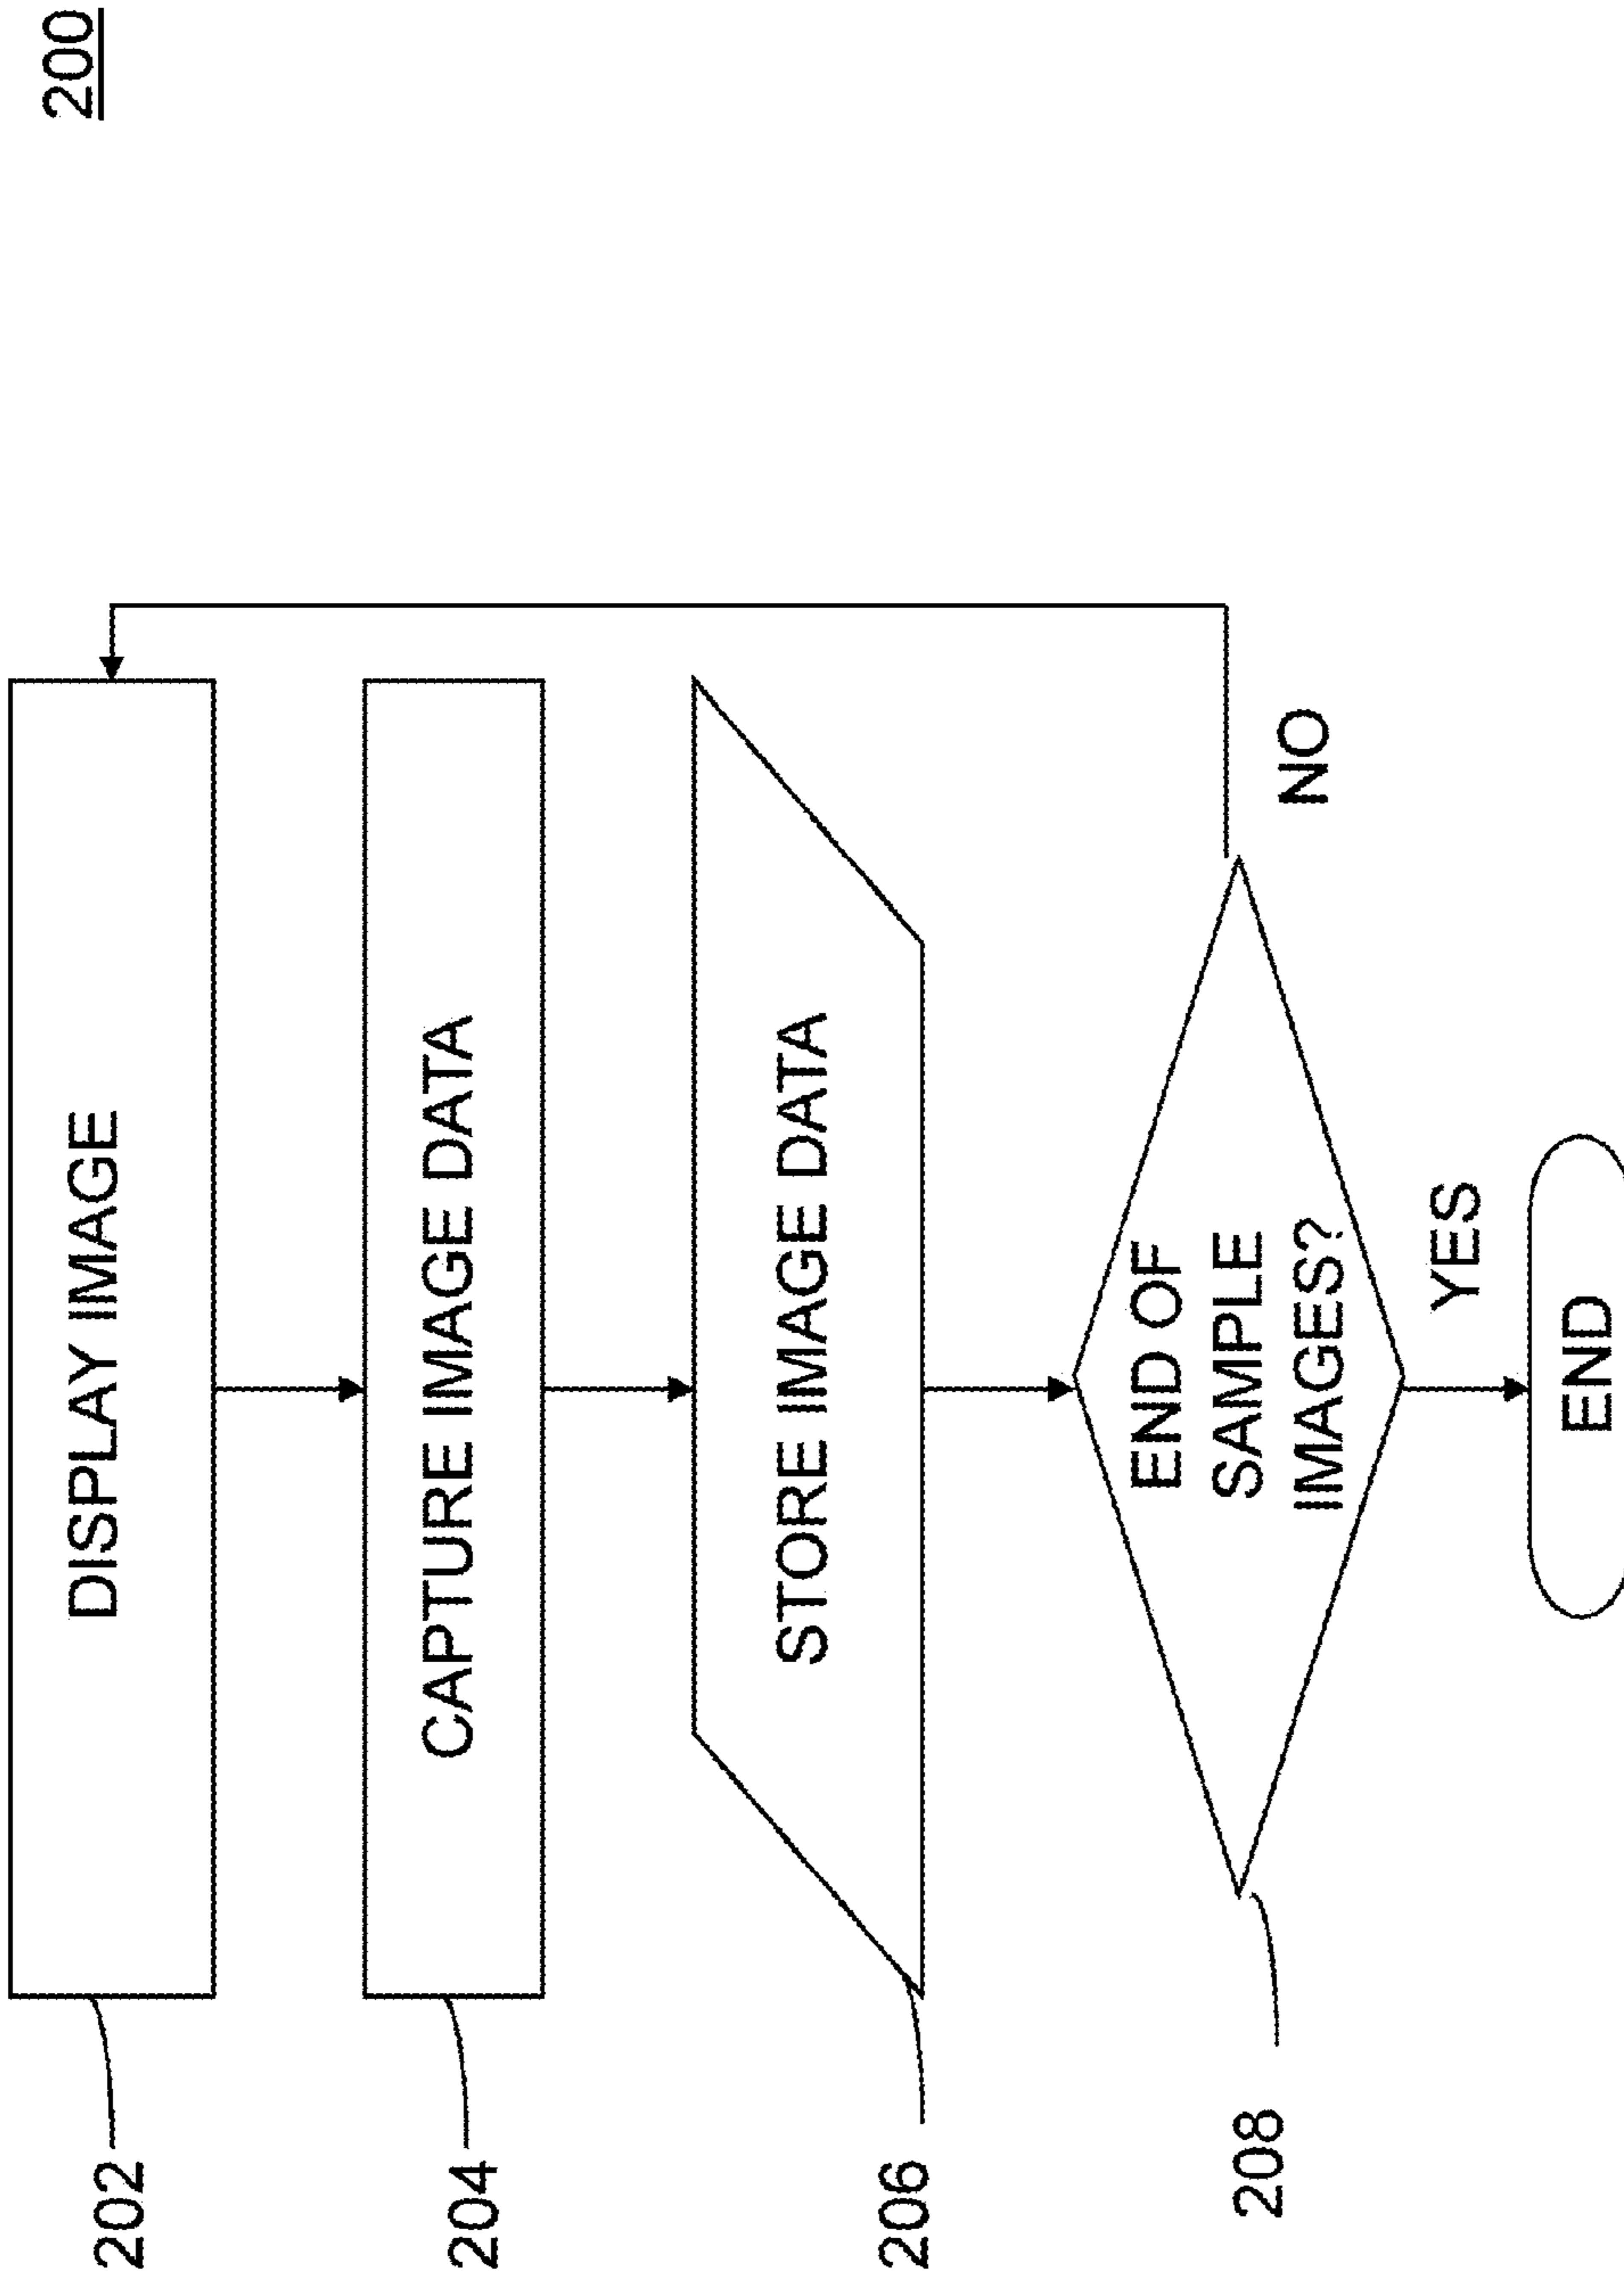 200
DISPLAY IMAGE
202
CAPTURE IMAGE DATA
204
STORE IMAGE DATA
206
END OF
SAMPLE
IMAGES?
NO
208
YES
END